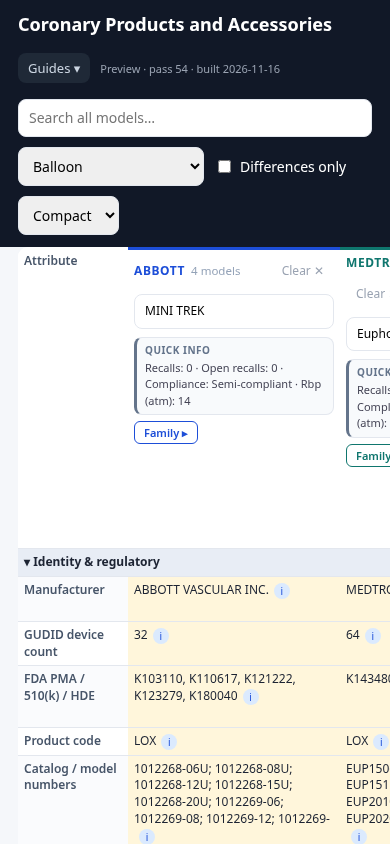 Coronary Products and Accessories
Guides ▾ Preview · pass 54 · built 2026-11-16
Search all models...
Balloon Differences only
Compact
Attribute
ABBOTT 4 models Clear ✕
MINI TREK
QUICK INFO
Recalls: 0 · Open recalls: 0 ·
Compliance: Semi-compliant · Rbp
(atm): 14
Family ▸
MEDTR
Clear
Eupho
QUICK
Recalls
Compl
(atm):
Family
▾ Identity & regulatory
Manufacturer ABBOTT VASCULAR INC. i MEDTRO
GUDID device
count
32 i 64 i
FDA PMA /
510(k) / HDE
K103110, K110617, K121222,
K123279, K180040 i
K143480
Product code LOX i LOX i
Catalog / model
numbers
1012268-06U; 1012268-08U;
1012268-12U; 1012268-15U;
1012268-20U; 1012269-06;
1012269-08; 1012269-12; 1012269-
i
EUP150
EUP151
EUP201
EUP202
i